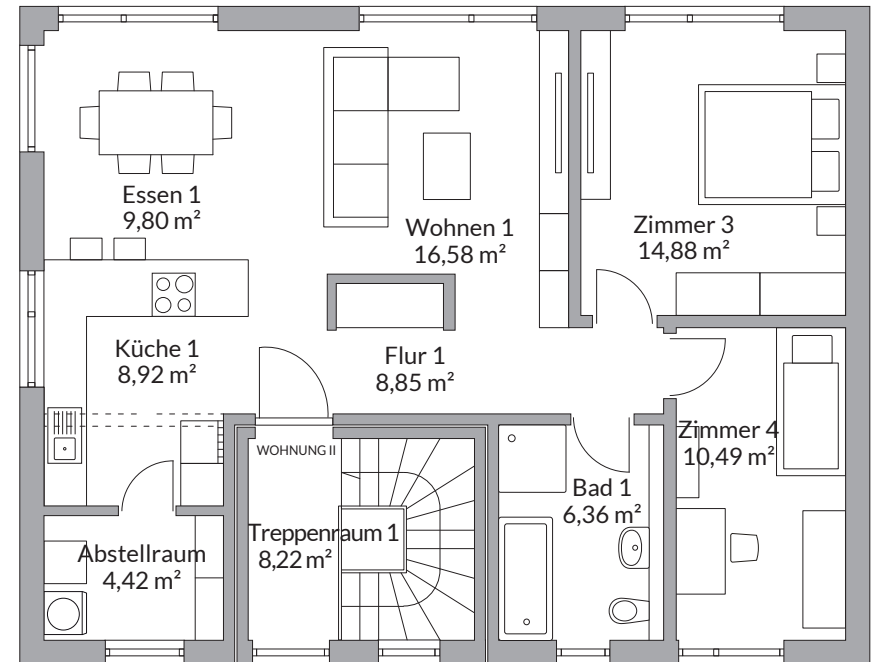 Essen 1
9,80 m²
Wohnen 1
16,58 m²
Zimmer 3
14,88 m²
Küche 1
8,92 m²
Flur 1
8,85 m²
Zimmer 4
10,49 m²
WOHNUNG II
Bad 1
6,36 m²
Treppenraum 1
8,22 m²
Abstellraum
4,42 m²